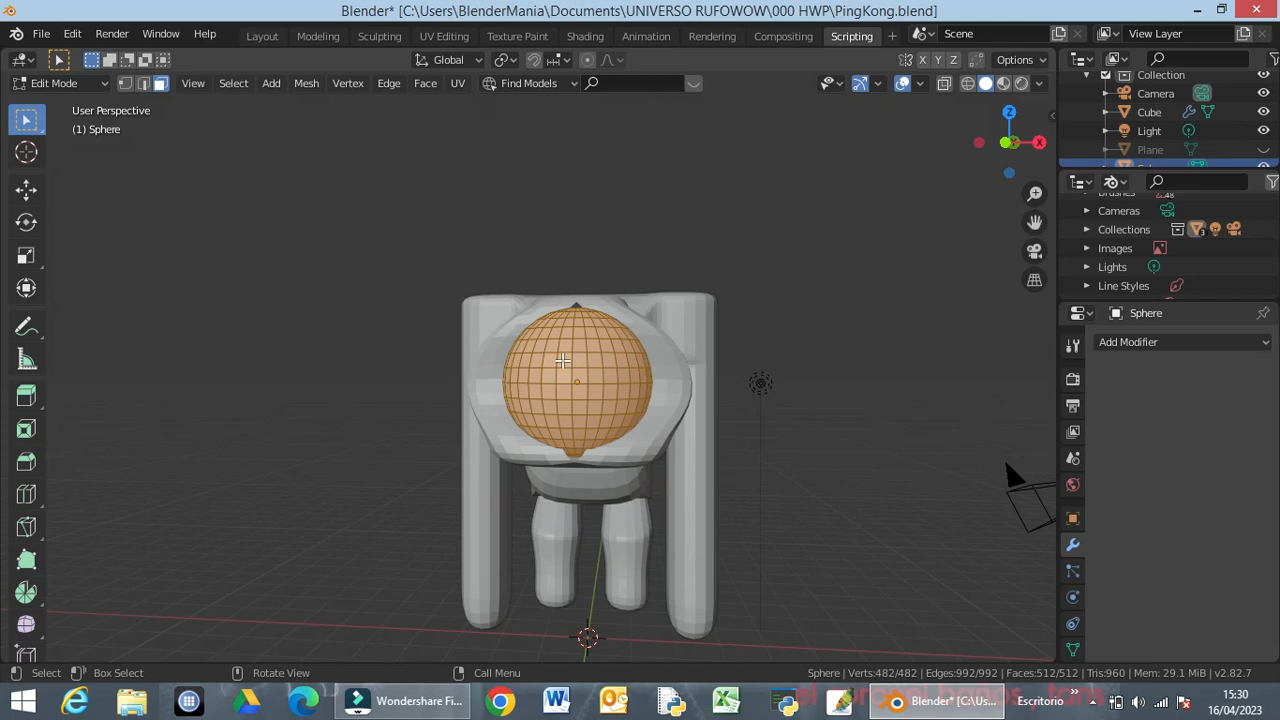 Blender* [C:\Users\BlenderMania\Documents\UNIVERSO RUFOWOW\000 HWP\PingKong.blend]
File Edit Render Window Help Layout Modeling Sculpting UV Editing Texture Paint Shading Animation Rendering Compositing Scripting Scene View Layer
Global X Y Z Options
Edit Mode View Select Add Mesh Vertex Edge Face UV Find Models
User Perspective
(1) Sphere
Z
X
Collection
Camera
Cube
Light
Plane
Cameras
Collections
Images
Lights
Line Styles
Sphere
Add Modifier
Select Box Select Rotate View Call Menu Sphere | Verts:482/482 | Edges:992/992 | Faces:512/512 | Tris:960 | Mem: 29.1 MiB | v2.82.7
Wondershare Fi... Blender* [C:\Us... Escritorio
15:30
16/04/2023